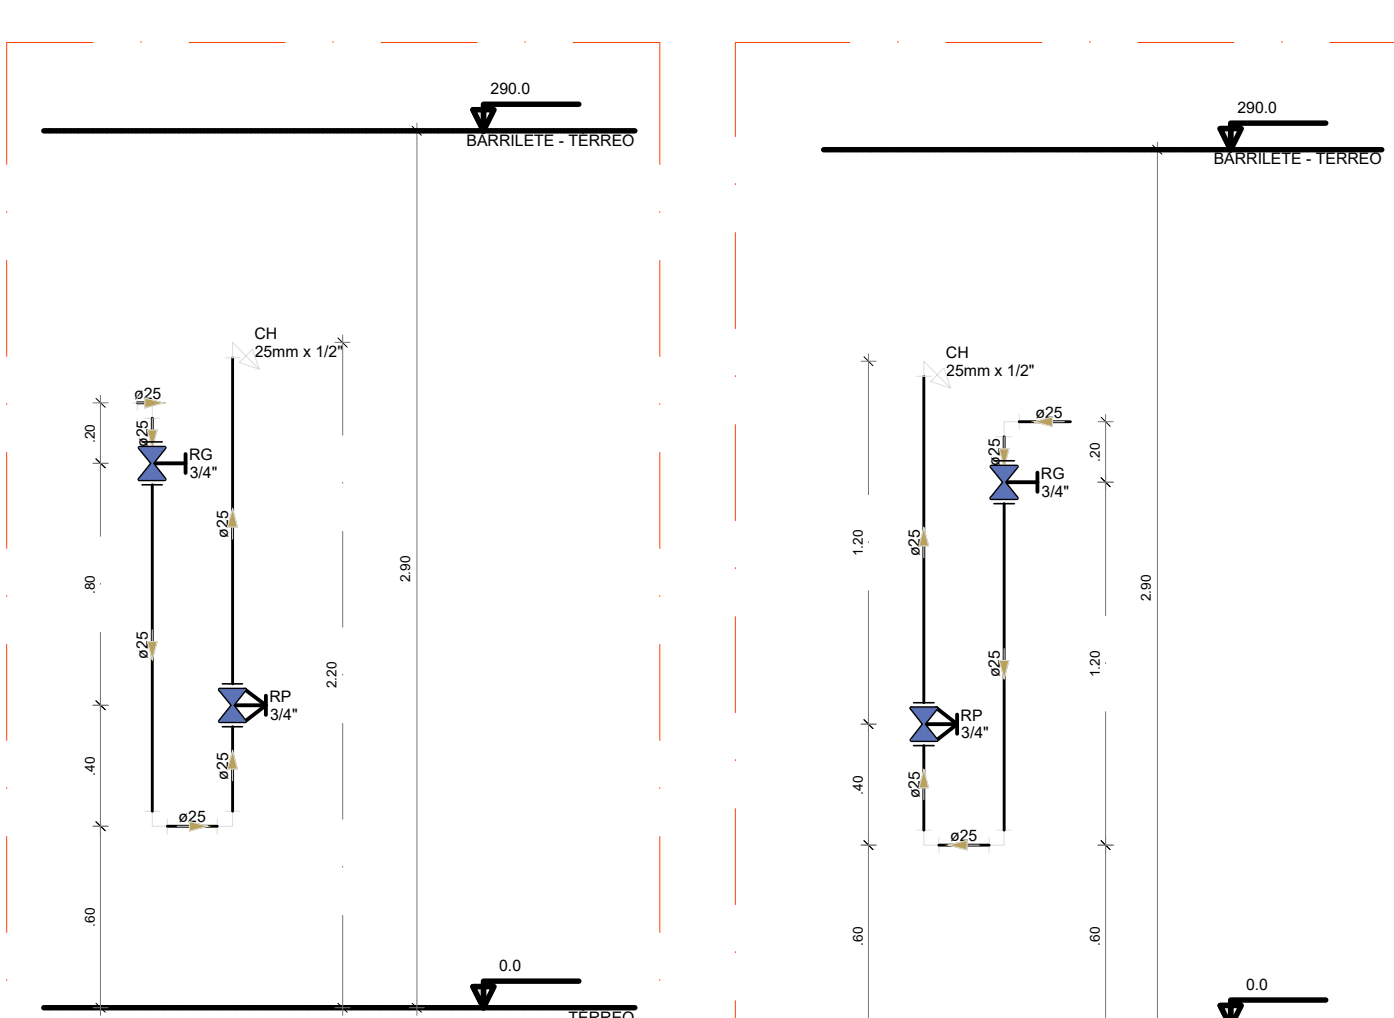 290.0
BARRILETE - TÉRREO
CH
25mm x 1/2"
ø25
.20
ø25
RG
3/4"
ø25
2.90
.80
ø25
2.20
RP
3/4"
.40
ø25
ø25
.60
0.0
TÉRREO
290.0
BARRILETE - TÉRREO
CH
25mm x 1/2"
ø25
.20
ø25
RG
3/4"
1.20
ø25
2.90
ø25
1.20
RP
3/4"
.40
ø25
ø25
.60
.60
0.0